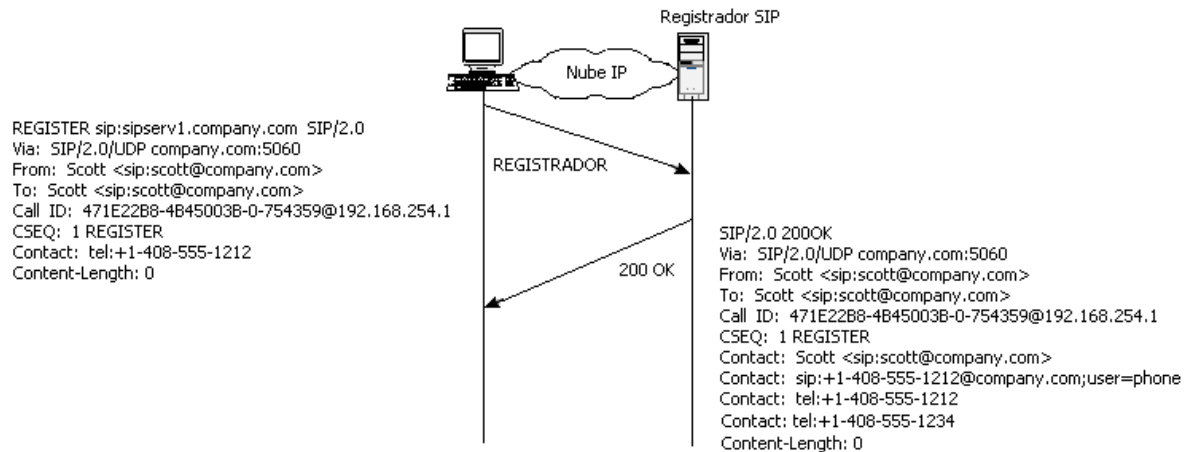 Registrador SIP
Nube IP
REGISTER sip:sipserv1.company.com SIP/2.0
Via: SIP/2.0/UDP company.com:5060
From: Scott <sip:scott@company.com>
To: Scott <sip:scott@company.com>
Call ID: 471E22B8-4B45003B-0-754359@192.168.254.1
CSEQ: 1 REGISTER
Contact: tel:+1-408-555-1212
Content-Length: 0
REGISTRADOR
200 OK
SIP/2.0 200OK
Via: SIP/2.0/UDP company.com:5060
From: Scott <sip:scott@company.com>
To: Scott <sip:scott@company.com>
Call ID: 471E22B8-4B45003B-0-754359@192.168.254.1
CSEQ: 1 REGISTER
Contact: Scott <sip:scott@company.com>
Contact: sip:+1-408-555-1212@company.com;user=phone
Contact: tel:+1-408-555-1212
Contact: tel:+1-408-555-1234
Content-Length: 0